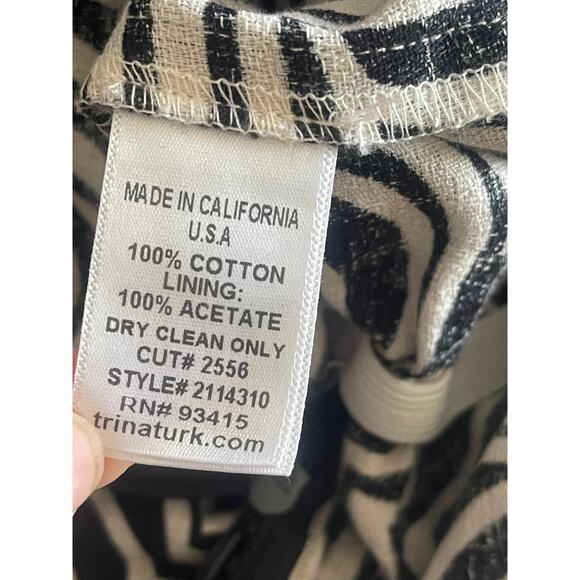 MADE IN CALIFORNIA
U.S.A
100% COTTON
LINING:
100% ACETATE
DRY CLEAN ONLY
CUT# 2556
STYLE# 2114310
RN# 93415
trinaturk.com